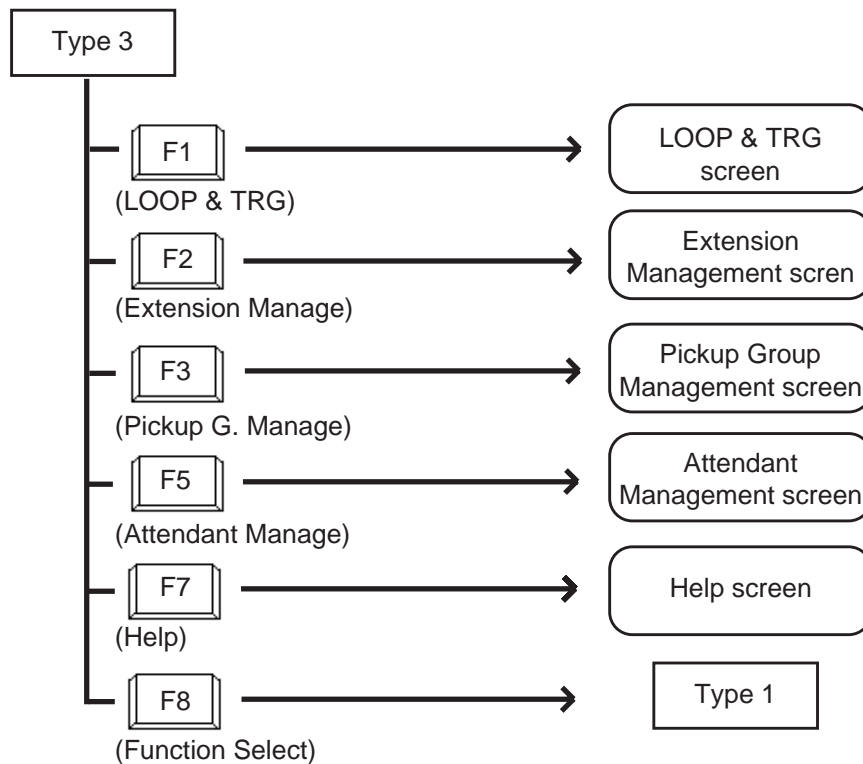 Type 3
F1
(LOOP & TRG)
LOOP & TRG
screen
F2
(Extension Manage)
Extension
Management scren
F3
(Pickup G. Manage)
Pickup Group
Management screen
F5
(Attendant Manage)
Attendant
Management screen
F7
(Help)
Help screen
F8
(Function Select)
Type 1